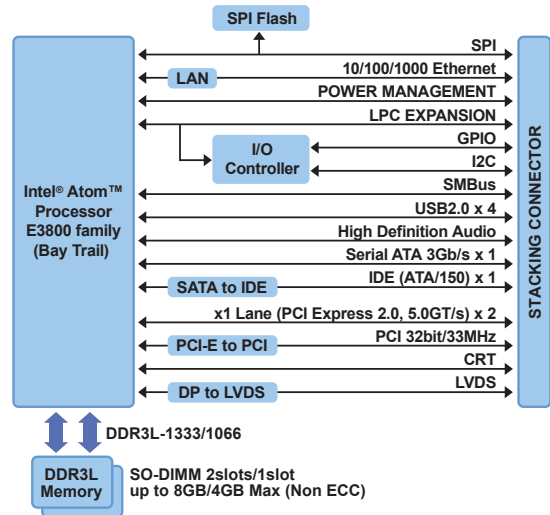 SPI Flash
SPI
LAN
10/100/1000 Ethernet
POWER MANAGEMENT
LPC EXPANSION
GPIO
I/O
Controller
I2C
Intel® Atom™
Processor
E3800 family
(Bay Trail)
SMBus
USB2.0 x 4
High Definition Audio
Serial ATA 3Gb/s x 1
SATA to IDE
IDE (ATA/150) x 1
x1 Lane (PCI Express 2.0, 5.0GT/s) x 2
PCI-E to PCI
PCI 32bit/33MHz
CRT
DP to LVDS
LVDS
STACKING CONNECTOR
DDR3L-1333/1066
DDR3L
Memory
SO-DIMM 2slots/1slot
up to 8GB/4GB Max (Non ECC)